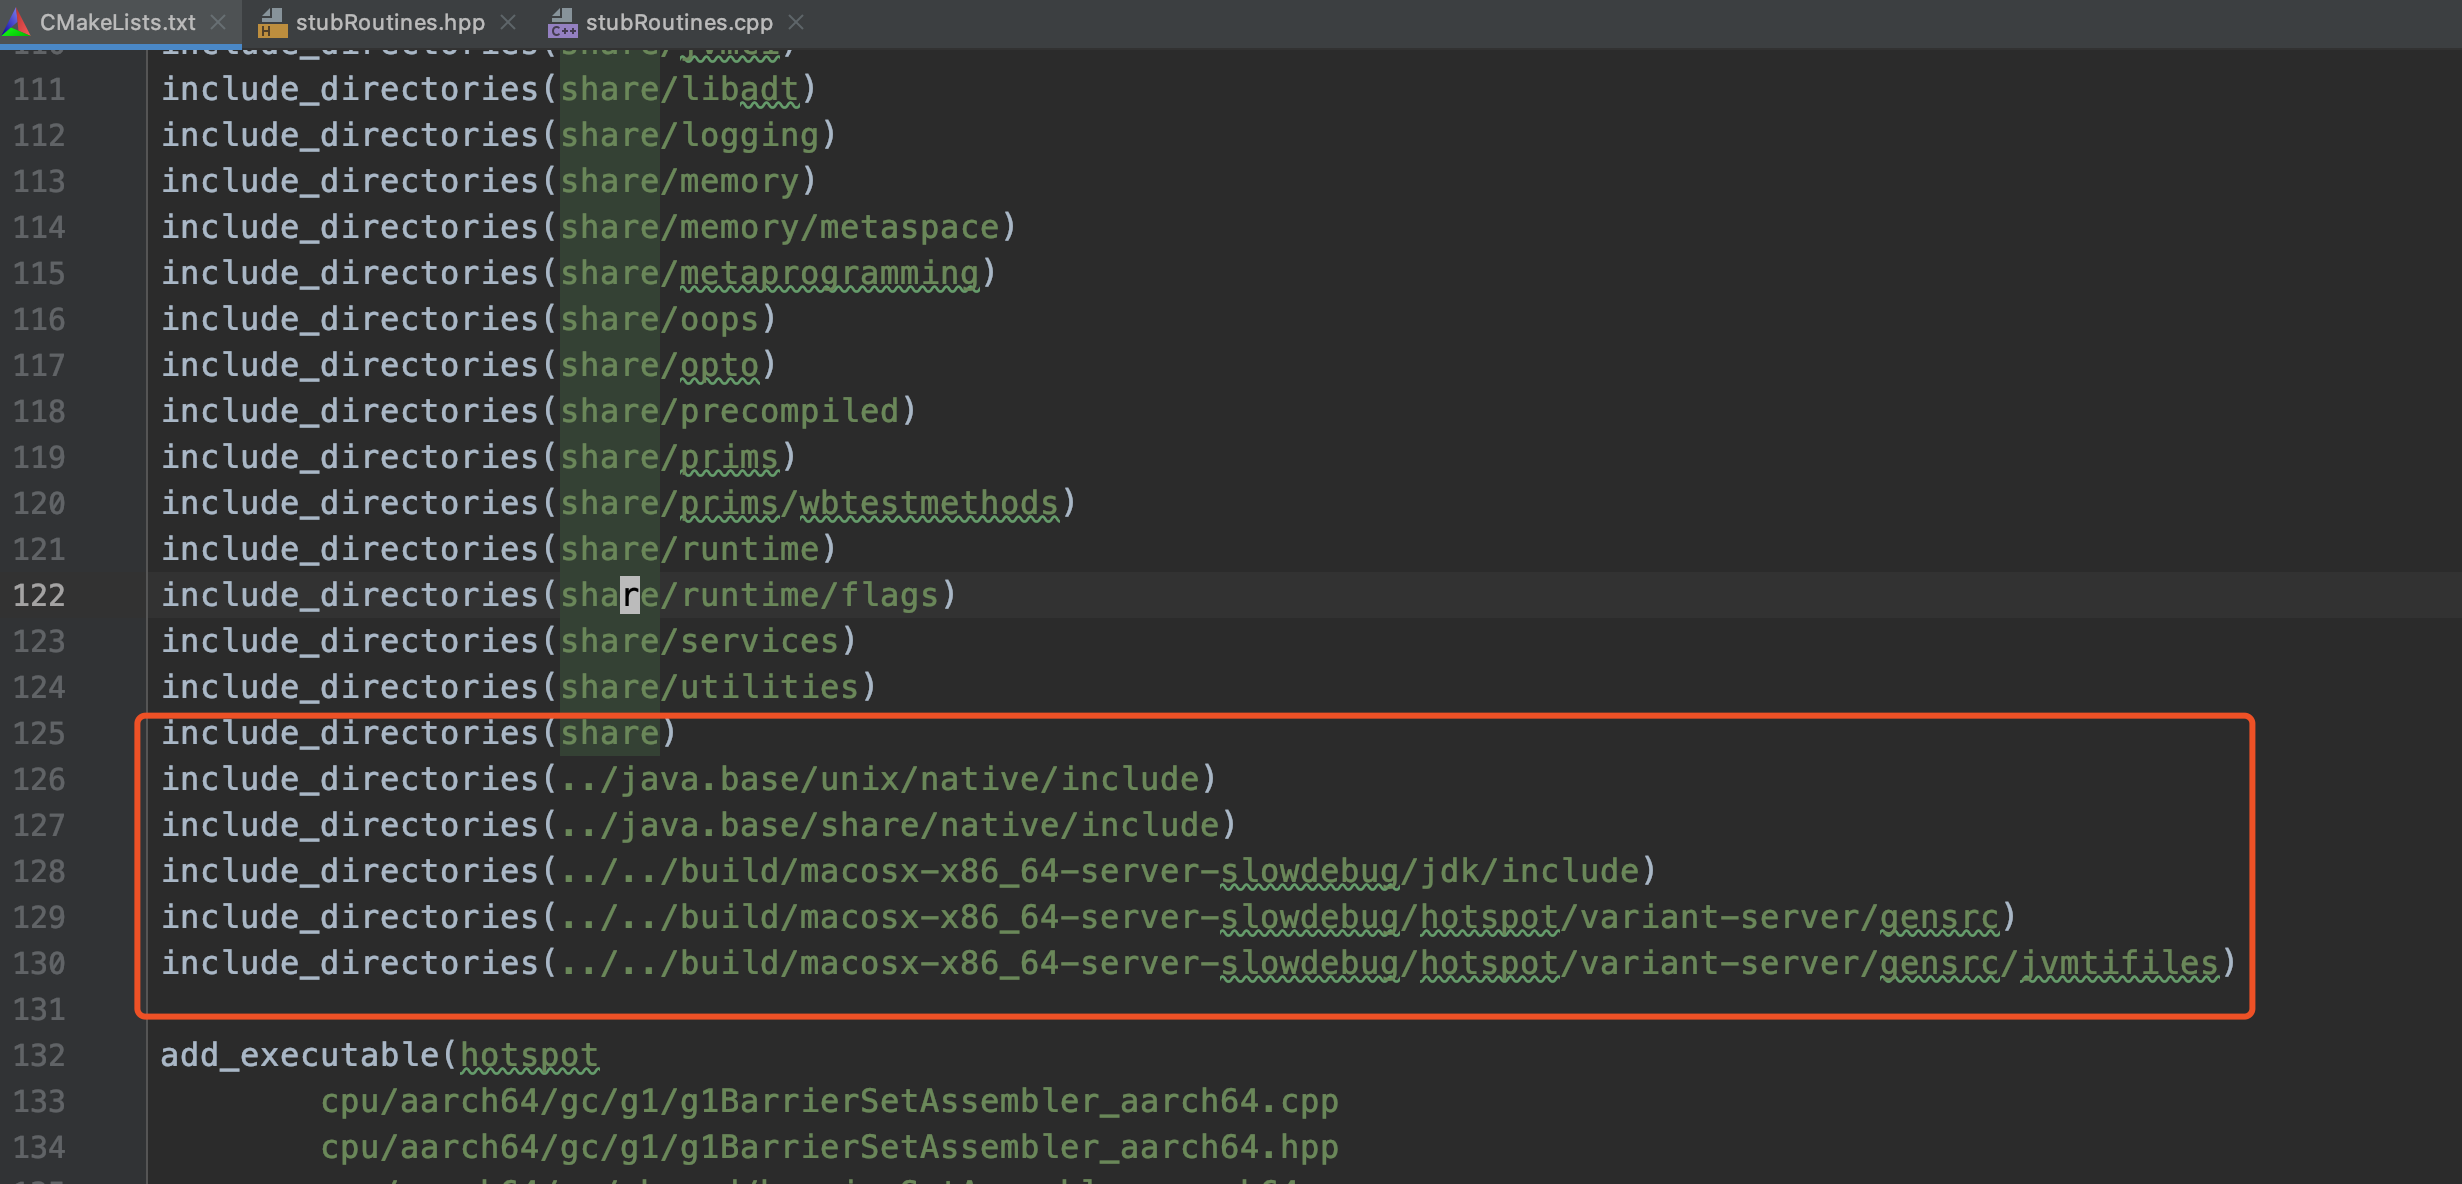 CMakeLists.txt
stubRoutines.hpp
stubRoutines.cpp
110 include_directories(share/jvmci)
111 include_directories(share/libadt)
112 include_directories(share/logging)
113 include_directories(share/memory)
114 include_directories(share/memory/metaspace)
115 include_directories(share/metaprogramming)
116 include_directories(share/oops)
117 include_directories(share/opto)
118 include_directories(share/precompiled)
119 include_directories(share/prims)
120 include_directories(share/prims/wbtestmethods)
121 include_directories(share/runtime)
122 include_directories(share/runtime/flags)
123 include_directories(share/services)
124 include_directories(share/utilities)
125 include_directories(share)
126 include_directories(../java.base/unix/native/include)
127 include_directories(../java.base/share/native/include)
128 include_directories(../../build/macosx-x86_64-server-slowdebug/jdk/include)
129 include_directories(../../build/macosx-x86_64-server-slowdebug/hotspot/variant-server/gensrc)
130 include_directories(../../build/macosx-x86_64-server-slowdebug/hotspot/variant-server/gensrc/jvmtifiles)
131
132 add_executable(hotspot
133 cpu/aarch64/gc/g1/g1BarrierSetAssembler_aarch64.cpp
134 cpu/aarch64/gc/g1/g1BarrierSetAssembler_aarch64.hpp